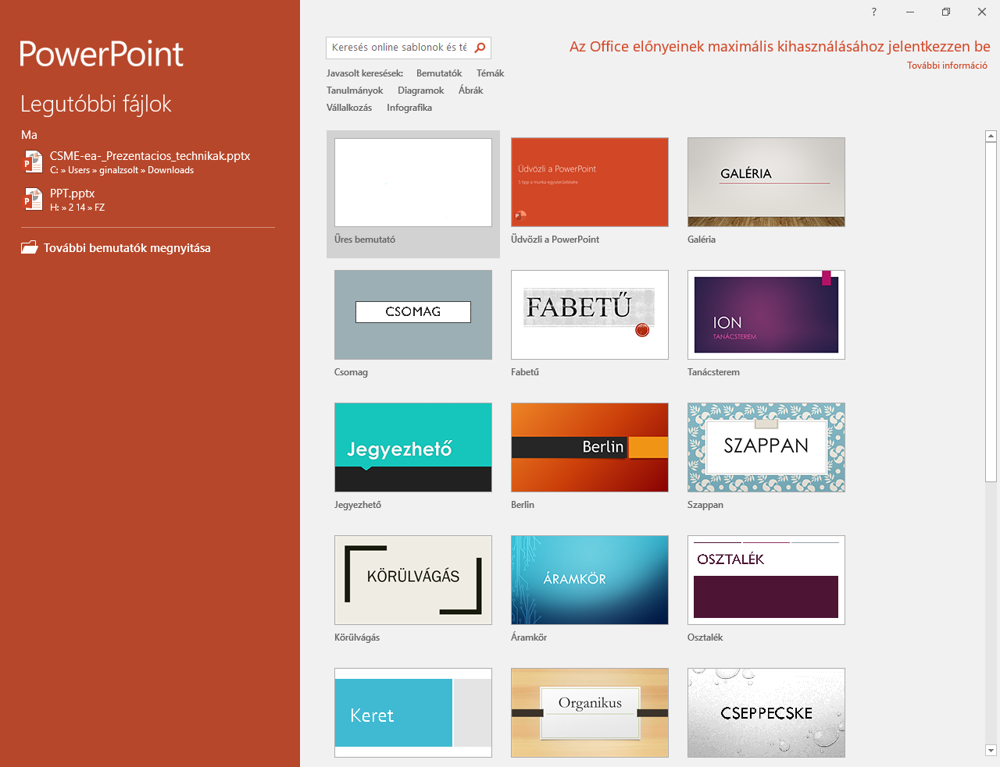 PowerPoint
Legutóbbi fájlok
Ma
CSME-ea-_Prezentacios_technikak.pptx
C: » Users » ginalzsolt » Downloads
PPT.pptx
H: » 2 14 » FZ
További bemutatók megnyitása
?
Keresés online sablonok és té
Az Office előnyeinek maximális kihasználásához jelentkezzen be
További információ
Javasolt keresések: Bemutatók Témák
Tanulmányok Diagramok Ábrák
Vállalkozás Infografika
Üres bemutató
Üdvözli a PowerPoint
5 tipp a munka egyszerűsítésére
P
Üdvözli a PowerPoint
GALÉRIA
Galéria
CSOMAG
Csomag
FABETŰ
Fabetű
ION
TANÁCSTEREM
Tanácsterem
Jegyezhető
Jegyezhető
Berlin
Berlin
SZAPPAN
Szappan
KÖRÜLVÁGÁS
Körülvágás
ÁRAMKÖR
Áramkör
OSZTALÉK
Osztalék
Keret
Organikus
CSEPPECSKE